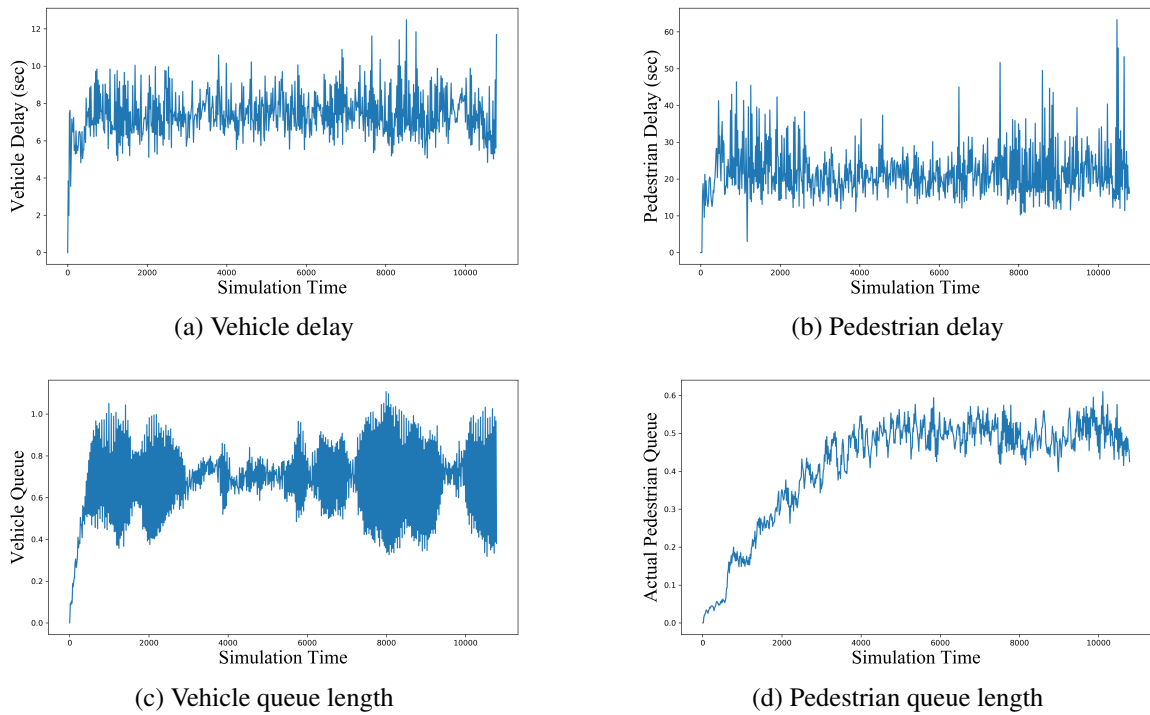 Vehicle Delay (sec)
12
10
8
6
4
2
0
0 2000 4000 6000 8000 10000
Simulation Time
(a) Vehicle delay
Pedestrian Delay (sec)
60
50
40
30
20
10
0
0 2000 4000 6000 8000 10000
Simulation Time
(b) Pedestrian delay
Vehicle Queue
1.0
0.8
0.6
0.4
0.2
0.0
0 2000 4000 6000 8000 10000
Simulation Time
(c) Vehicle queue length
Actual Pedestrian Queue
0.6
0.5
0.4
0.3
0.2
0.1
0.0
0 2000 4000 6000 8000 10000
Simulation Time
(d) Pedestrian queue length